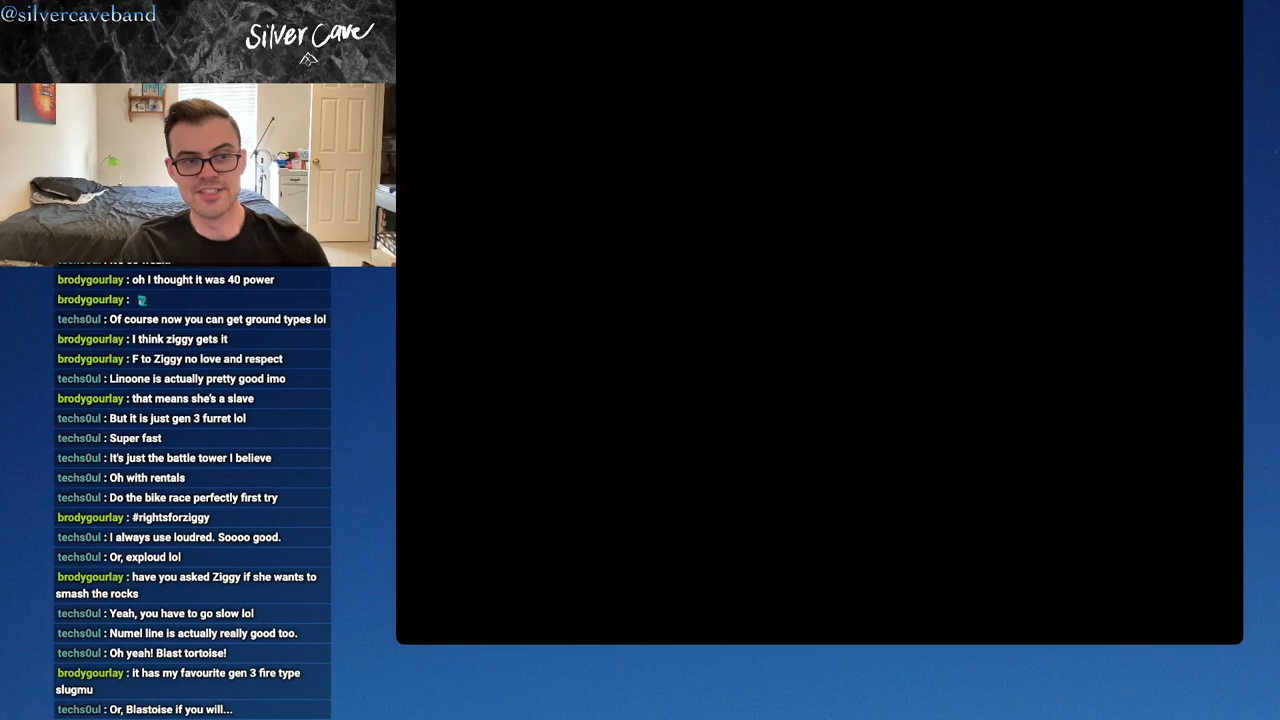 @silvercaveband
Silver Cave
brodygourlay : oh I thought it was 40 power
brodygourlay :
techs0ul : Of course now you can get ground types lol
brodygourlay : I think ziggy gets it
brodygourlay : F to Ziggy no love and respect
techs0ul : Linoone is actually pretty good imo
brodygourlay : that means she's a slave
techs0ul : But it is just gen 3 furret lol
techs0ul : Super fast
techs0ul : It's just the battle tower I believe
techs0ul : Oh with rentals
techs0ul : Do the bike race perfectly first try
brodygourlay : #rightsforziggy
techs0ul : I always use loudred. Soooo good.
techs0ul : Or, exploud lol
brodygourlay : have you asked Ziggy if she wants to
smash the rocks
techs0ul : Yeah, you have to go slow lol
techs0ul : Numel line is actually really good too.
techs0ul : Oh yeah! Blast tortoise!
brodygourlay : it has my favourite gen 3 fire type
slugmu
techs0ul : Or, Blastoise if you will...